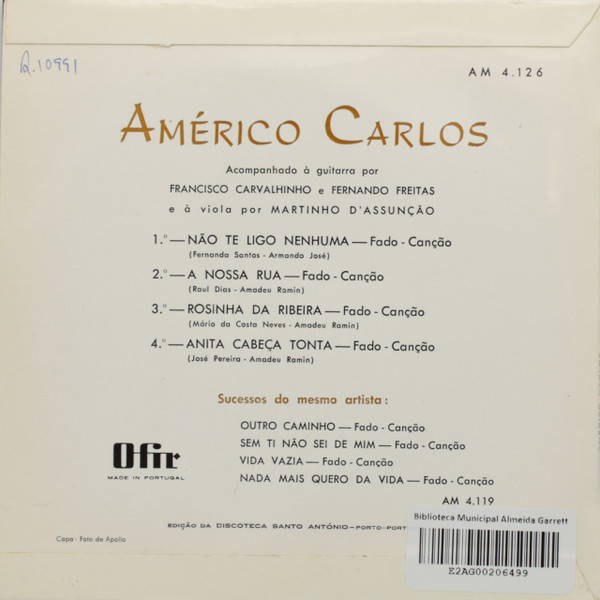 R.10991
AM 4.126
AMÉRICO CARLOS
Acompanhado à guitarra por
FRANCISCO CARVALHINHO e FERNANDO FREITAS
e à viola por MARTINHO D'ASSUNÇÃO
1.º — NÃO TE LIGO NENHUMA — Fado - Canção
(Fernanda Santos - Armando José)
2.º — A NOSSA RUA — Fado - Canção
(Raul Dias - Amadeu Ramin)
3.º — ROSINHA DA RIBEIRA — Fado - Canção
(Mário da Costa Neves - Amadeu Ramin)
4.º — ANITA CABEÇA TONTA — Fado - Canção
(José Pereira - Amadeu Ramin)
Sucessos do mesmo artista:
OUTRO CAMINHO — Fado - Canção
SEM TI NÃO SEI DE MIM — Fado - Canção
VIDA VAZIA — Fado - Canção
NADA MAIS QUERO DA VIDA — Fado - Canção
AM 4.119
Ofir
MADE IN PORTUGAL
EDIÇÃO DA DISCOTECA SANTO ANTÓNIO — PORTO - PORT
Capa - Foto de Apollo
Biblioteca Municipal Almeida Garrett
E2AG00206499